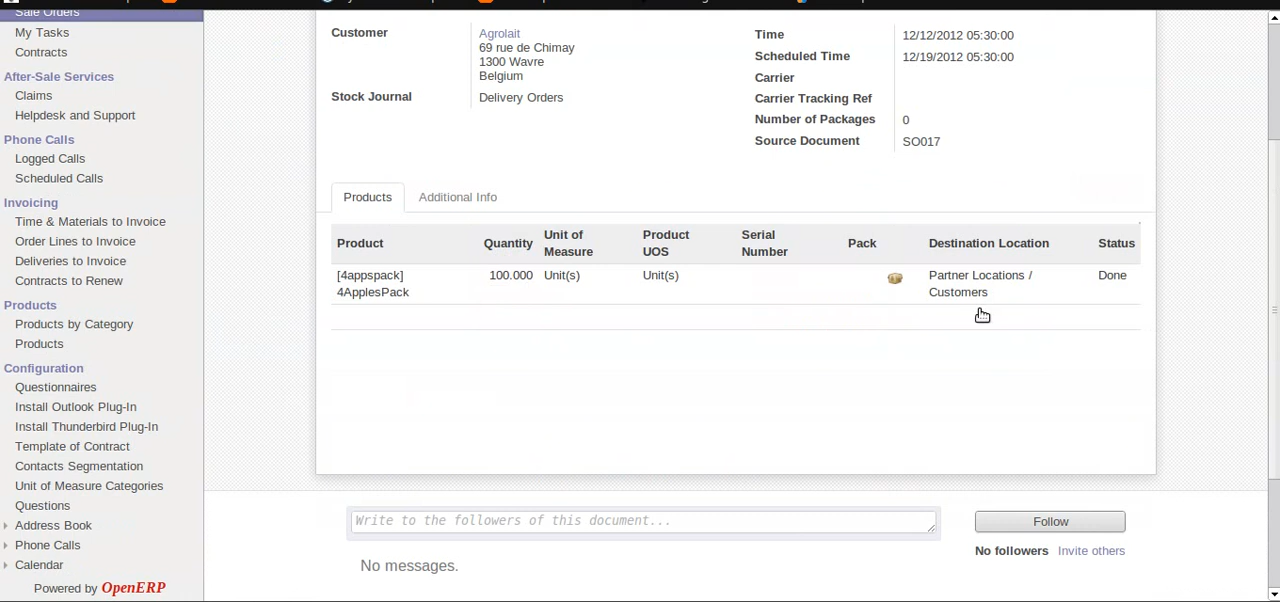 Sale Orders
My Tasks
Contracts
After-Sale Services
Claims
Helpdesk and Support
Phone Calls
Logged Calls
Scheduled Calls
Invoicing
Time & Materials to Invoice
Order Lines to Invoice
Deliveries to Invoice
Contracts to Renew
Products
Products by Category
Products
Configuration
Questionnaires
Install Outlook Plug-In
Install Thunderbird Plug-In
Template of Contract
Contacts Segmentation
Unit of Measure Categories
Questions
Address Book
Phone Calls
Calendar
Powered by OpenERP
Customer
Agrolait
69 rue de Chimay
1300 Wavre
Belgium
Stock Journal
Delivery Orders
Time 12/12/2012 05:30:00
Scheduled Time 12/19/2012 05:30:00
Carrier
Carrier Tracking Ref
Number of Packages 0
Source Document SO017
Products Additional Info
Product Quantity Unit of Measure Product UOS Serial Number Pack Destination Location Status
[4appspack] 4ApplesPack 100.000 Unit(s) Unit(s) Partner Locations / Customers Done
Write to the followers of this document...
Follow
No messages.
No followers Invite others